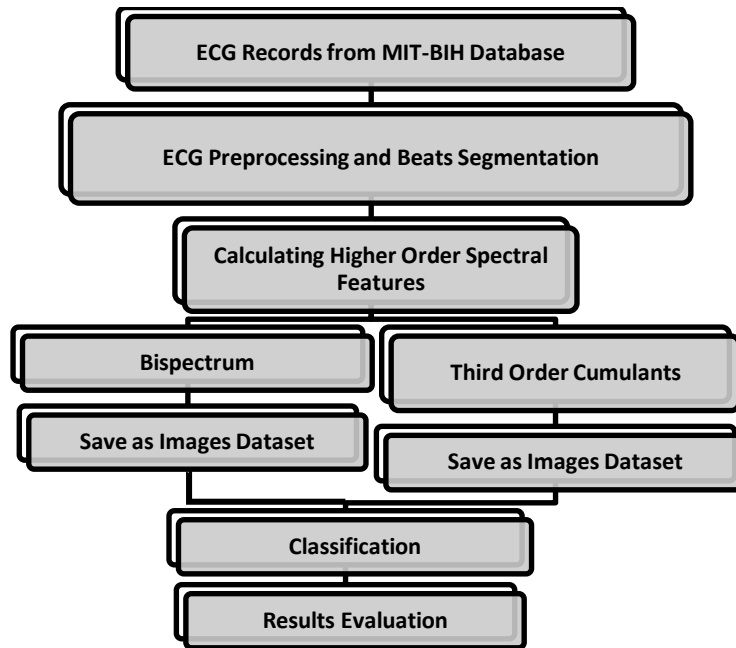 ECG Records from MIT-BIH Database
ECG Preprocessing and Beats Segmentation
Calculating Higher Order Spectral
Features
Bispectrum
Third Order Cumulants
Save as Images Dataset
Save as Images Dataset
Classification
Results Evaluation